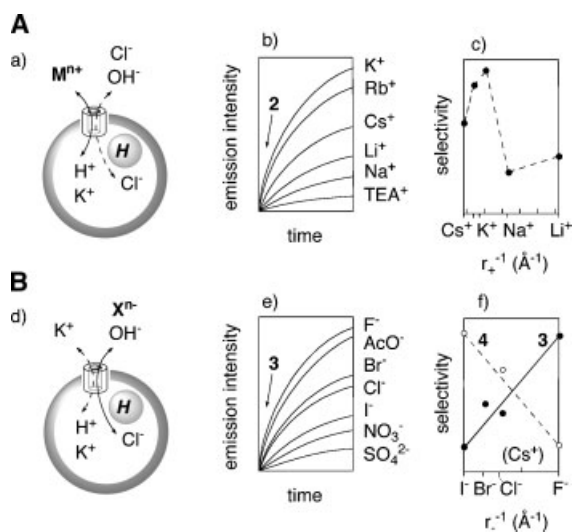 A
a)
Cl-
Mn+
OH-
H
H+
K+
Cl-
b)
emission intensity
2
K+
Rb+
Cs+
Li+
Na+
TEA+
time
c)
selectivity
Cs+ K+ Na+ Li+
r+-1 (Å-1)
B
d)
Xn-
K+
OH-
H
H+
K+
Cl-
e)
emission intensity
3
F-
AcO-
Br-
Cl-
I-
NO3-
SO42-
time
f)
selectivity
4
3
(Cs+)
I- Br- Cl- F-
r--1 (Å-1)